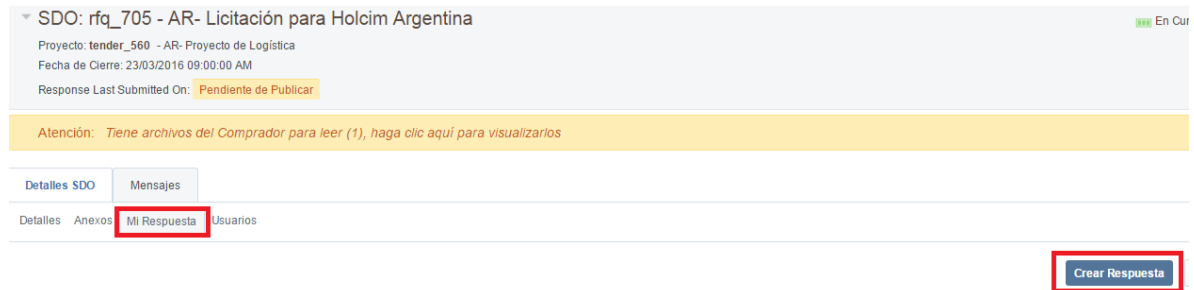 SDO: rfq_705 - AR- Licitación para Holcim Argentina
En Cur
Proyecto: tender_560 - AR- Proyecto de Logística
Fecha de Cierre: 23/03/2016 09:00:00 AM
Response Last Submitted On: Pendiente de Publicar
Atención: Tiene archivos del Comprador para leer (1), haga clic aquí para visualizarlos
Detalles SDO Mensajes
Detalles Anexos Mi Respuesta Usuarios
Crear Respuesta